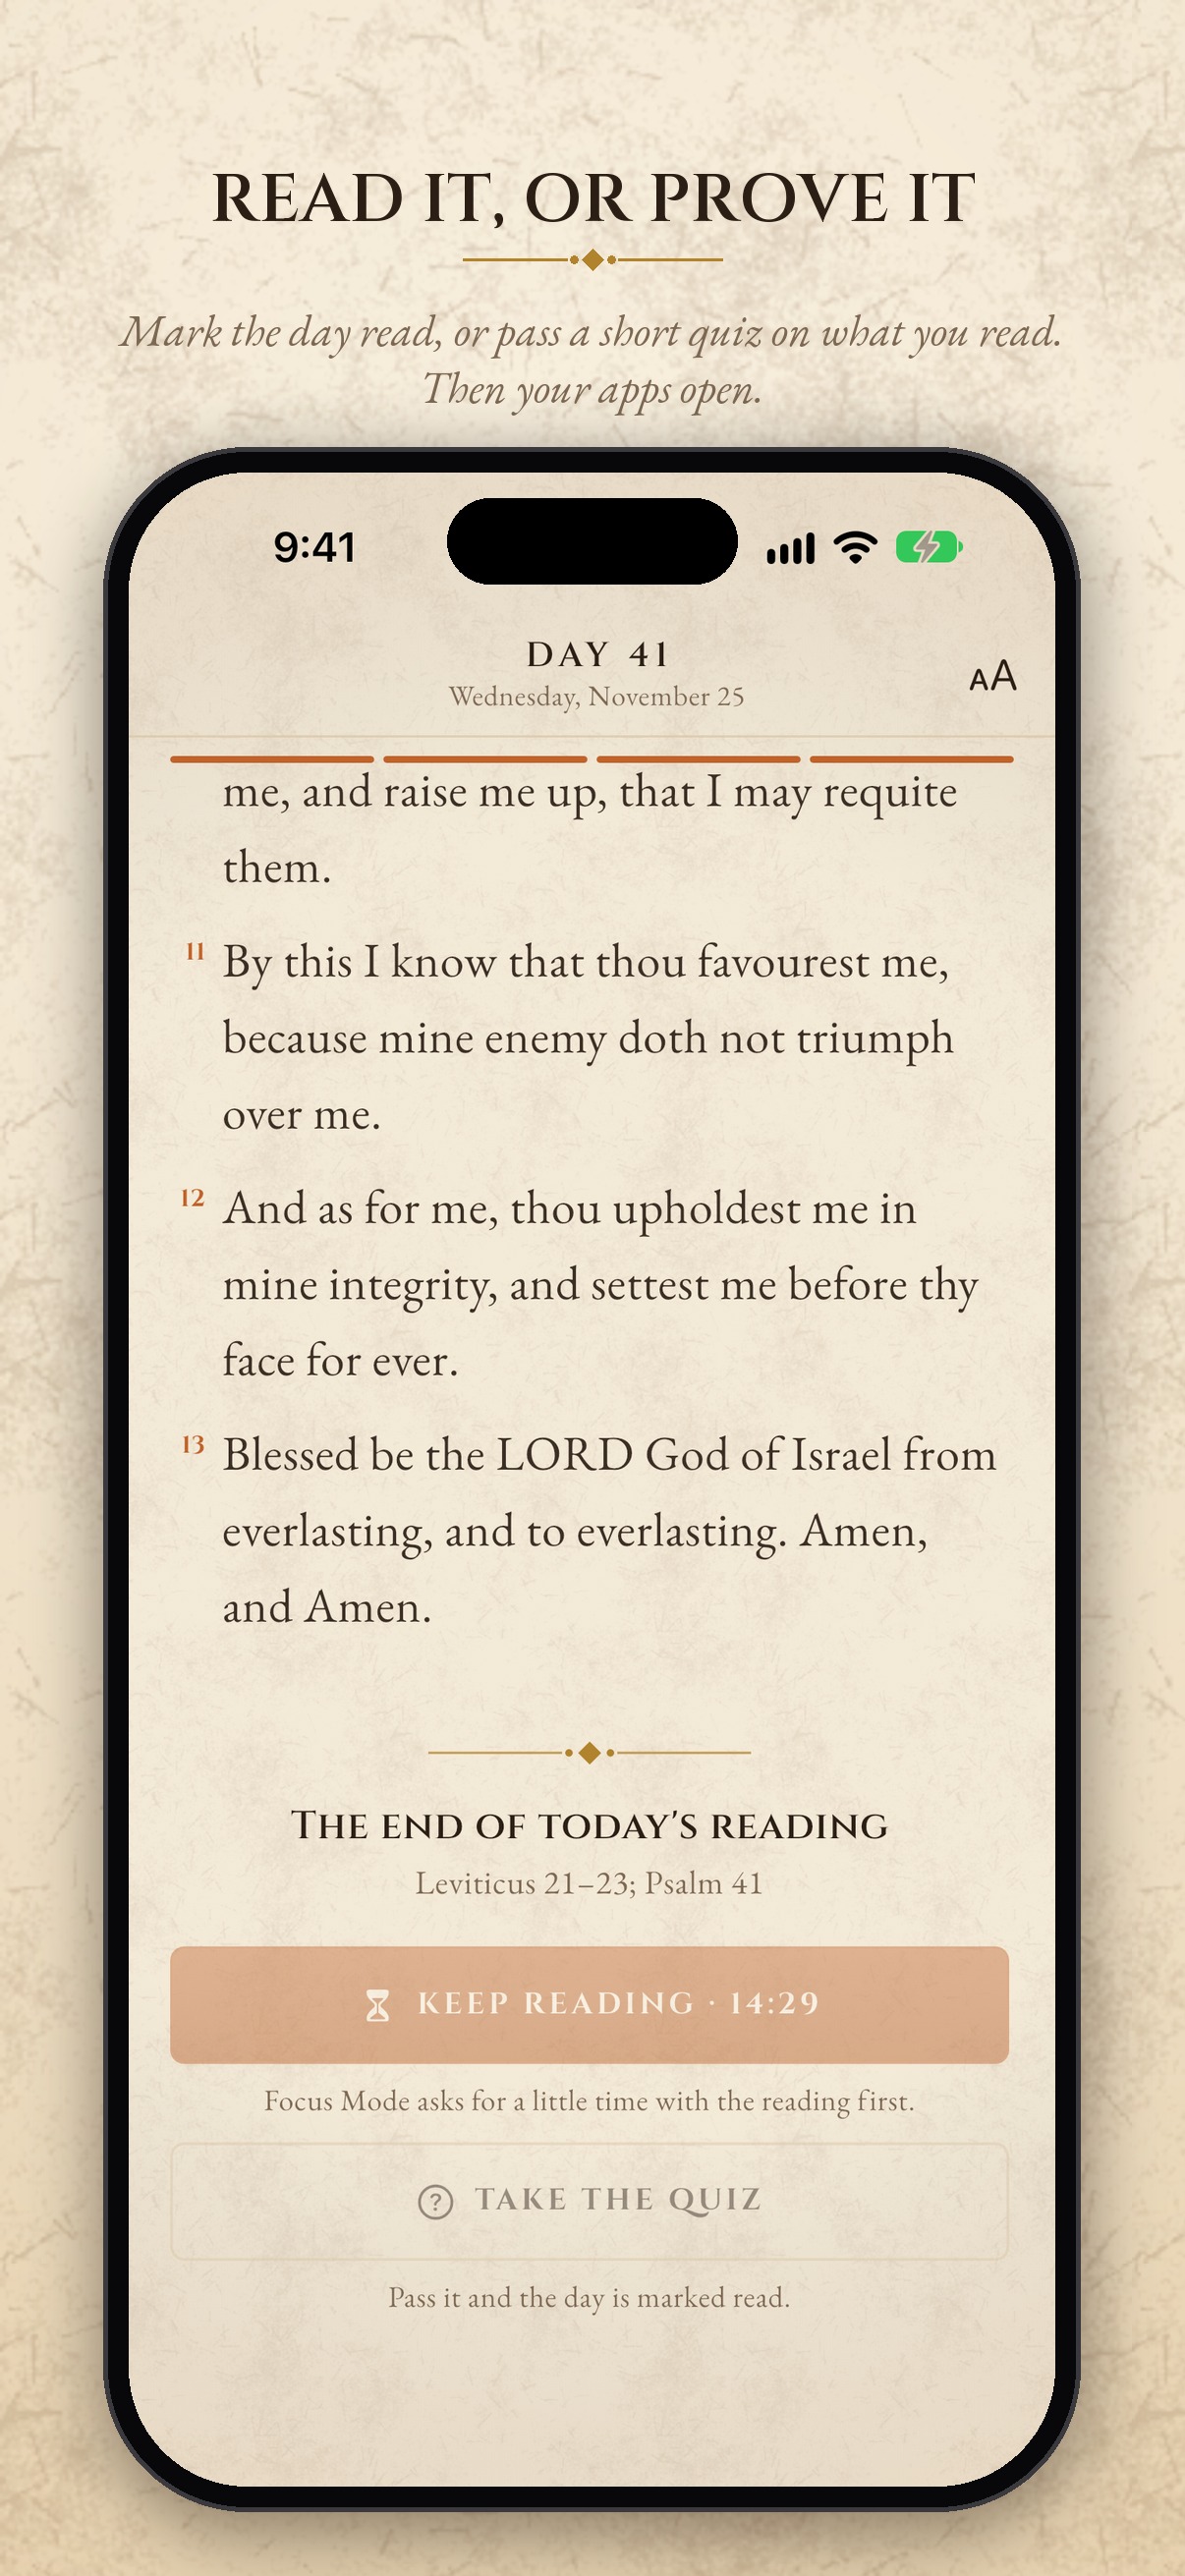 READ IT, OR PROVE IT
Mark the day read, or pass a short quiz on what you read.
Then your apps open.
9:41
DAY 41
Wednesday, November 25
AA
me, and raise me up, that I may requite
them.
11 By this I know that thou favourest me,
because mine enemy doth not triumph
over me.
12 And as for me, thou upholdest me in
mine integrity, and settest me before thy
face for ever.
13 Blessed be the LORD God of Israel from
everlasting, and to everlasting. Amen,
and Amen.
THE END OF TODAY'S READING
Leviticus 21–23; Psalm 41
KEEP READING · 14:29
Focus Mode asks for a little time with the reading first.
? TAKE THE QUIZ
Pass it and the day is marked read.